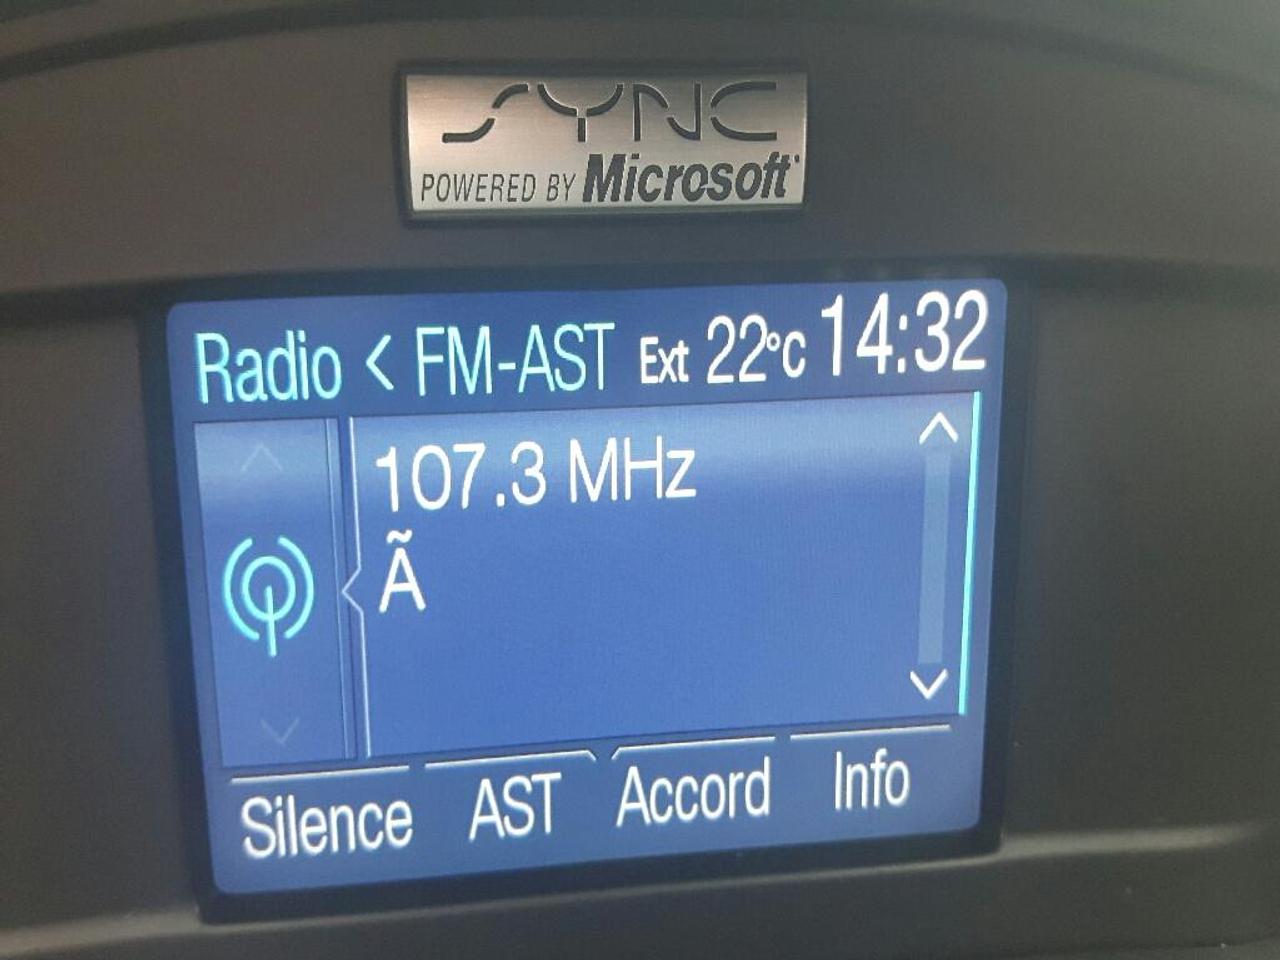 SYNC
POWERED BY Microsoft
Radio < FM-AST Ext 22°C 14:32
107.3 MHz
Ã
Silence AST Accord Info